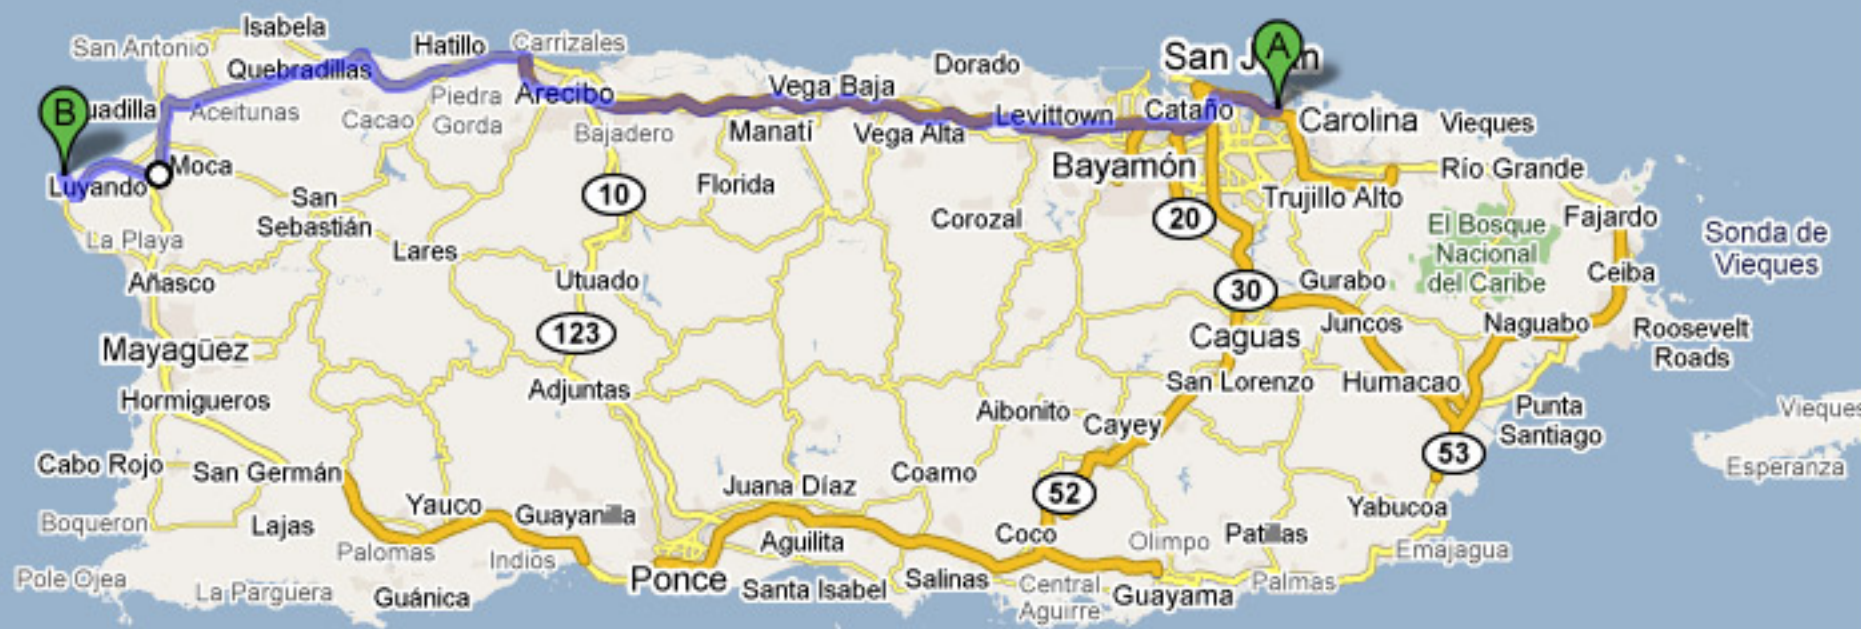 Isabela
San Antonio
Hatillo
Carrizales
San Juan
A
Dorado
Quebradillas
Vega Baja
Arecibo
Piedra
Gorda
B
uadilla
Aceitunas
Cacao
Bajadero
Manatí
Vega Alta
Levittown
Cataño
Carolina
Vieques
Moca
Luyando
Bayamón
Río Grande
San
Sebastián
10
Florida
Corozal
20
Trujillo Alto
El Bosque
Nacional
del Caribe
Fajardo
Sonda de
Vieques
La Playa
Lares
Añasco
Utuado
30
Gurabo
Ceiba
Mayagüez
123
Caguas
Juncos
Naguabo
Roosevelt
Roads
Hormigueros
Adjuntas
San Lorenzo
Humacao
Aibonito
Cayey
Punta
Santiago
Vieques
Cabo Rojo
San Germán
Juana Díaz
Coamo
52
53
Esperanza
Boqueron
Lajas
Yauco
Guayanilla
Aguilita
Coco
Olimpo
Patillas
Yabucoa
Palomas
Indios
Emajagua
Pole Ojea
La Parguera
Guánica
Ponce
Santa Isabel
Salinas
Central
Aguirre
Guayama
Palmas